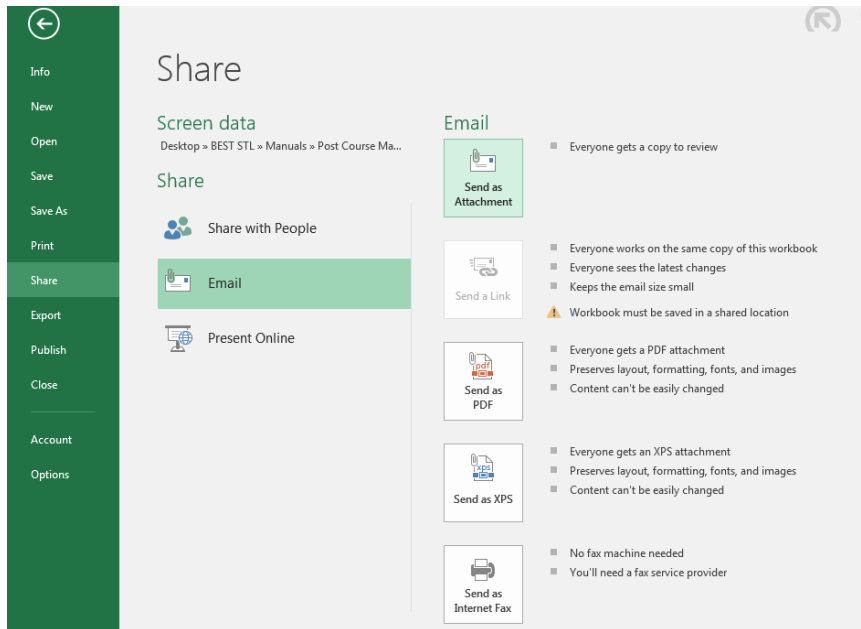 Info
New
Open
Save
Save As
Print
Share
Export
Publish
Close
Account
Options
Share
Screen data
Desktop » BEST STL » Manuals » Post Course Ma...
Share
Share with People
Email
Present Online
Email
Send as
Attachment
Everyone gets a copy to review
Send a Link
Everyone works on the same copy of this workbook
Everyone sees the latest changes
Keeps the email size small
Workbook must be saved in a shared location
pdf
Send as
PDF
Everyone gets a PDF attachment
Preserves layout, formatting, fonts, and images
Content can't be easily changed
xps
Send as XPS
Everyone gets an XPS attachment
Preserves layout, formatting, fonts, and images
Content can't be easily changed
Send as
Internet Fax
No fax machine needed
You'll need a fax service provider